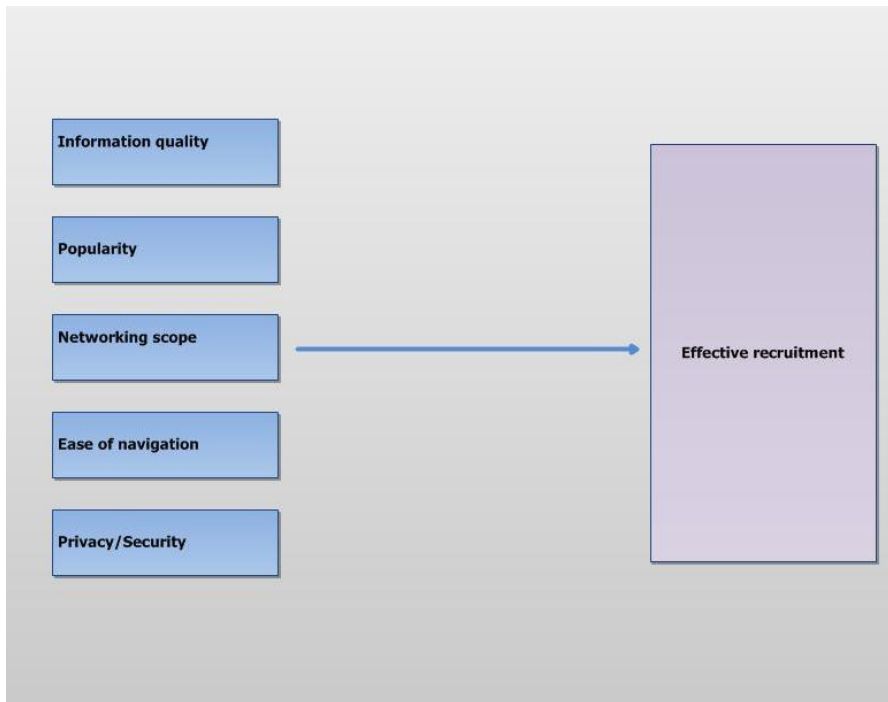 Information quality
Popularity
Networking scope
Effective recruitment
Ease of navigation
Privacy/Security